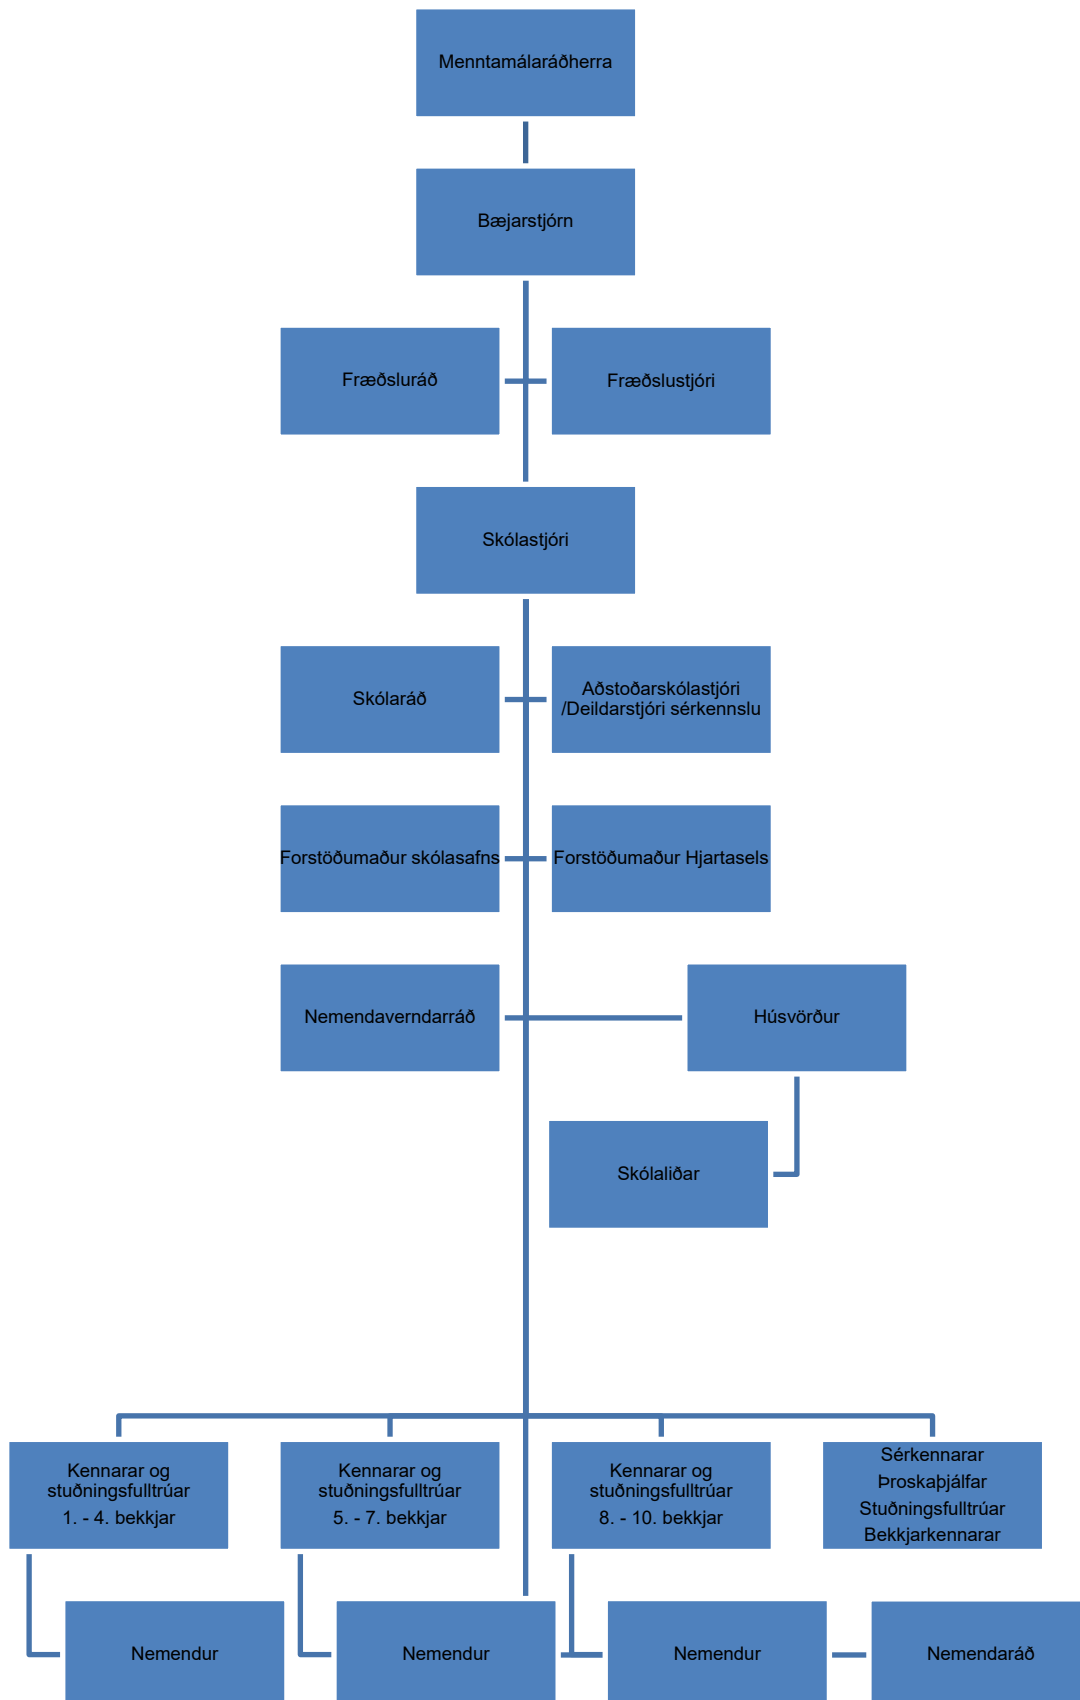 Menntamálaráðherra
Bæjarstjórn
Fræðsluráð
Fræðslustjóri
Skólastjóri
Skólaráð
Aðstoðarskólastjóri
/Deildarstjóri sérkennslu
Forstöðumaður skólasafns
Forstöðumaður Hjartasels
Nemendaverndarráð
Húsvörður
Skólaliðar
Kennarar og
stuðningsfulltrúar
1. - 4. bekkjar
Kennarar og
stuðningsfulltrúar
5. - 7. bekkjar
Kennarar og
stuðningsfulltrúar
8. - 10. bekkjar
Sérkennarar
Þroskaþjálfar
Stuðningsfulltrúar
Bekkjarkennarar
Nemendur
Nemendur
Nemendur
Nemendaráð